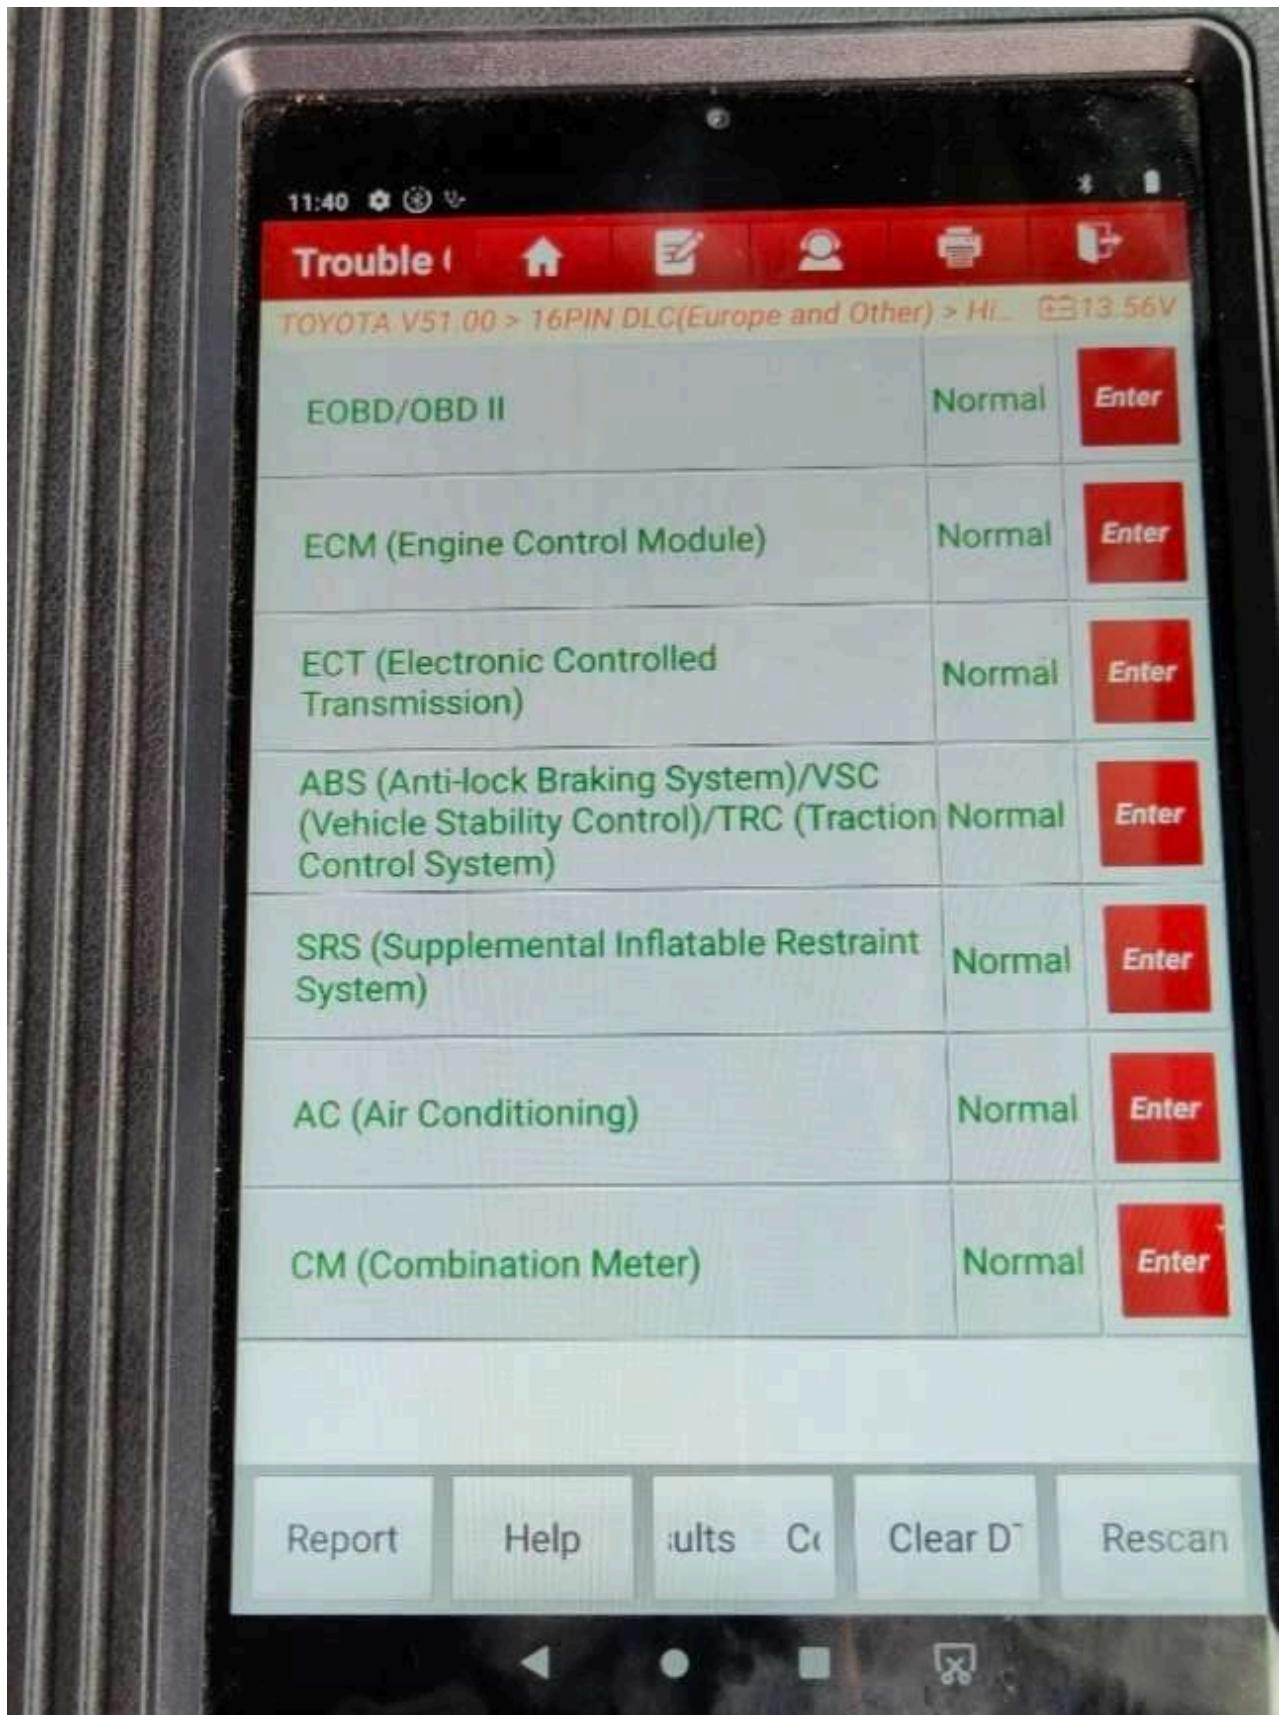 11:40
Trouble
TOYOTA V51.00 > 16PIN DLC(Europe and Other) > Hi... 13.56V
EOBD/OBD II Normal Enter
ECM (Engine Control Module) Normal Enter
ECT (Electronic Controlled
Transmission) Normal Enter
ABS (Anti-lock Braking System)/VSC
(Vehicle Stability Control)/TRC (Traction Normal Enter
Control System)
SRS (Supplemental Inflatable Restraint
System) Normal Enter
AC (Air Conditioning) Normal Enter
CM (Combination Meter) Normal Enter
Report Help ults Co Clear D Rescan